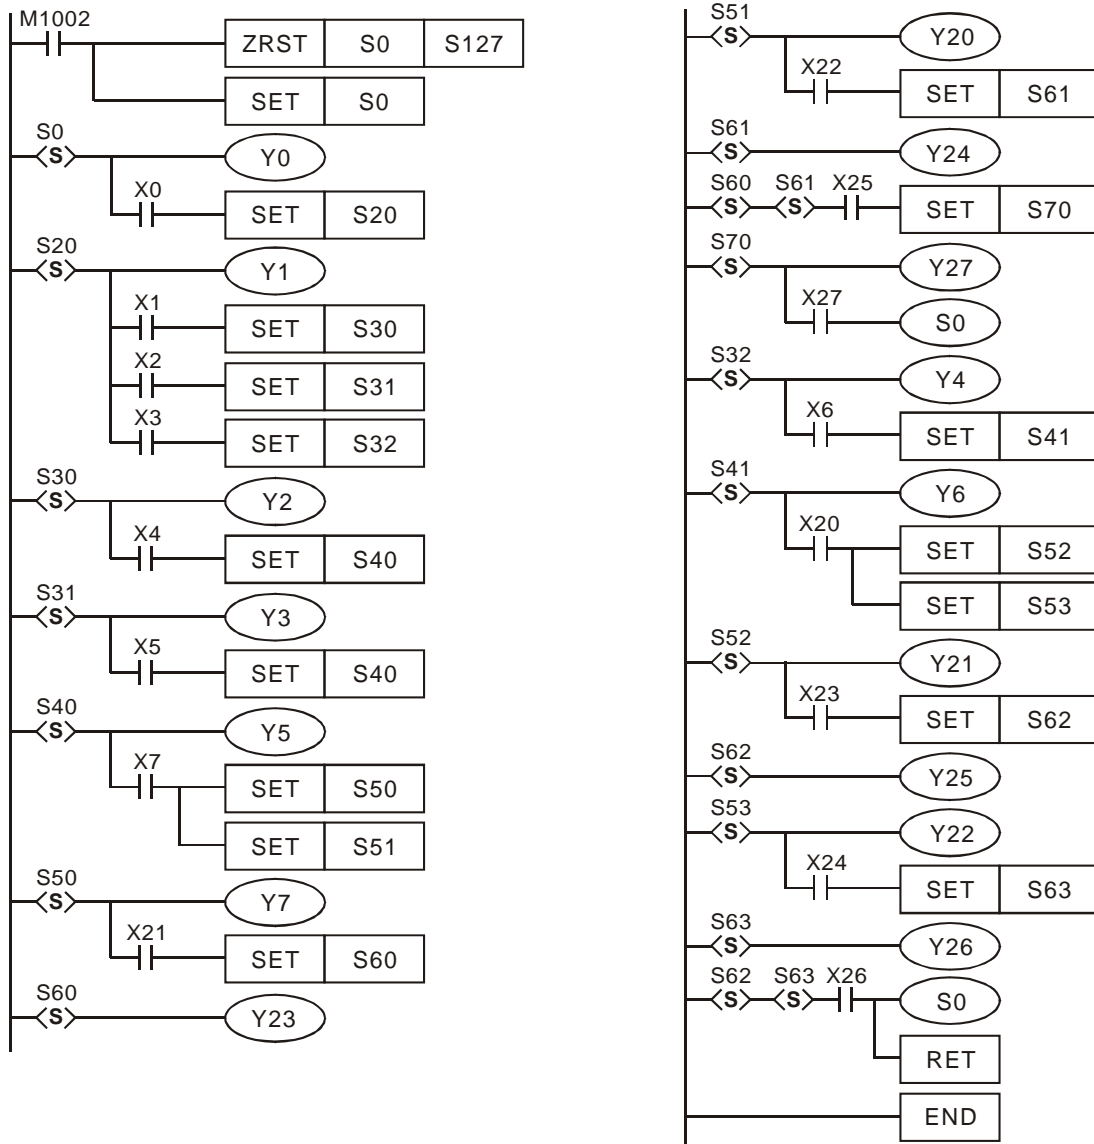 M1002
ZRST S0 S127
SET S0
S0
S Y0
X0
SET S20
S20
S Y1
X1
SET S30
X2
SET S31
X3
SET S32
S30
S Y2
X4
SET S40
S31
S Y3
X5
SET S40
S40
S Y5
X7
SET S50
SET S51
S50
S Y7
X21
SET S60
S60
S Y23
S51
S Y20
X22
SET S61
S61
S Y24
S60 S61 X25
S S SET S70
S70
S Y27
X27
S0
S32
S Y4
X6
SET S41
S41
S Y6
X20
SET S52
SET S53
S52
S Y21
X23
SET S62
S62
S Y25
S53
S Y22
X24
SET S63
S63
S Y26
S62 S63 X26
S S S0
RET
END